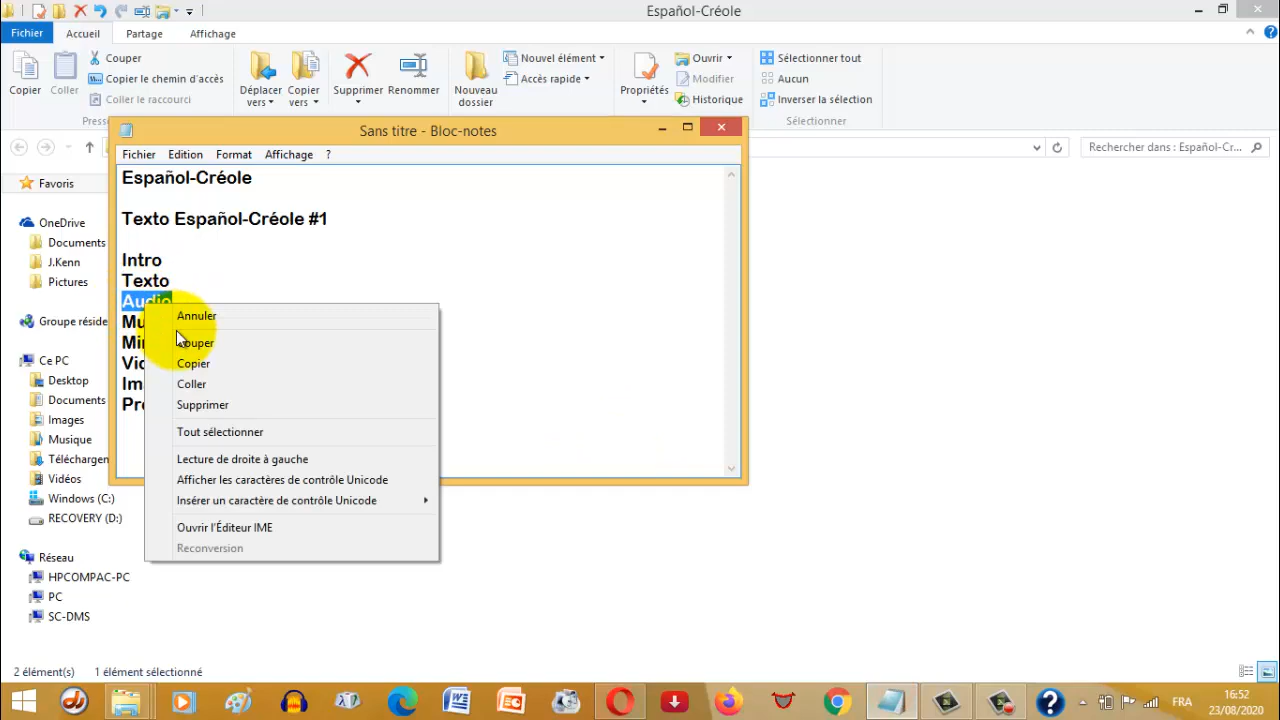 Español-Créole
Fichier
Accueil
Partage
Affichage
Copier
Coller
Couper
Copier le chemin d'accès
Coller le raccourci
Déplacer vers
Copier vers
Supprimer
Renommer
Nouveau dossier
Nouvel élément
Accès rapide
Propriétés
Ouvrir
Modifier
Historique
Sélectionner tout
Aucun
Inverser la sélection
Sélectionner
Rechercher dans : Español-Cr...
Favoris
OneDrive
Documents
J.Kenn
Pictures
Groupe réside
Ce PC
Desktop
Documents
Images
Musique
Téléchargen
Vidéos
Windows (C:)
RECOVERY (D:)
Réseau
HPCOMPAC-PC
PC
SC-DMS
Sans titre - Bloc-notes
Fichier Edition Format Affichage ?
Español-Créole
Texto Español-Créole #1
Intro
Texto
Audio
Annuler
Copier
Coller
Supprimer
Tout sélectionner
Lecture de droite à gauche
Afficher les caractères de contrôle Unicode
Insérer un caractère de contrôle Unicode
Ouvrir l'Éditeur IME
Reconversion
2 élément(s) 1 élément sélectionné
FRA
16:52
23/08/2020